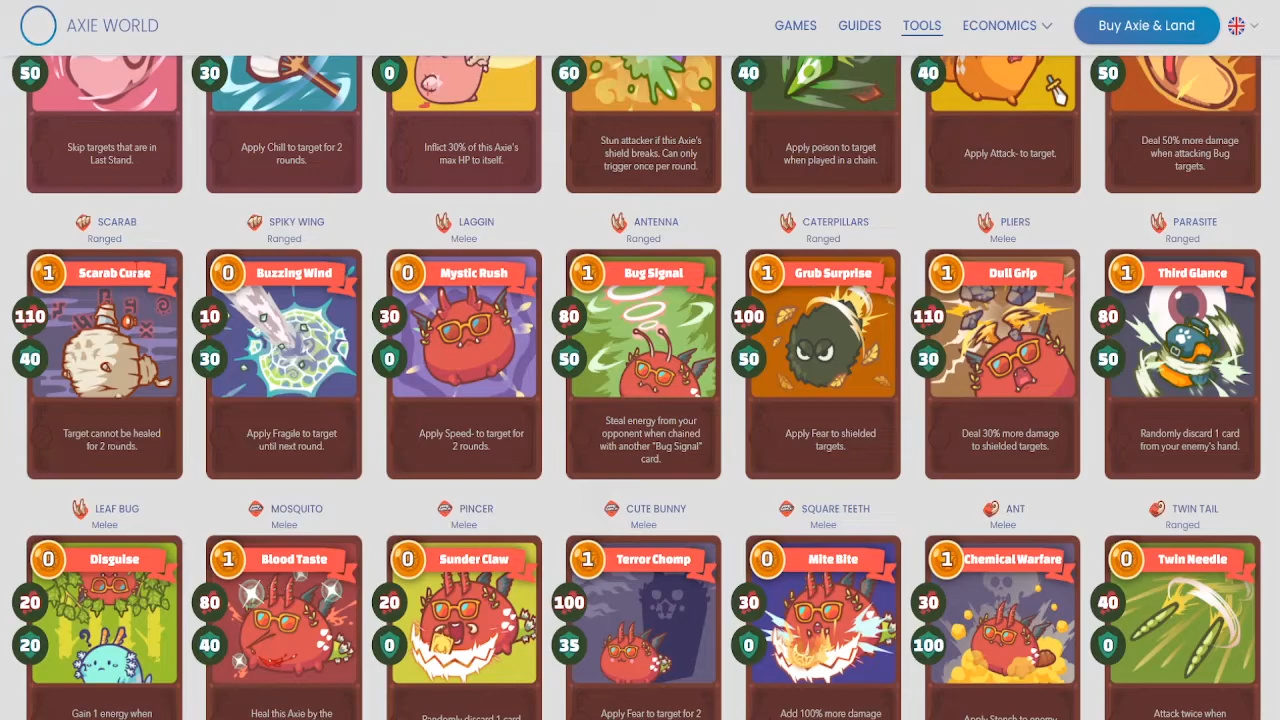 AXIE WORLD
GAMES GUIDES TOOLS ECONOMICS Buy Axie & Land
50 30 0 60 40 40 50
Skip targets that are in
Last Stand.
Apply Chill to target for 2
rounds.
Inflict 30% of this Axie's
max HP to itself.
Stun attacker if this Axie's
shield breaks. Can only
trigger once per round.
Apply poison to target
when played in a chain.
Apply Attack- to target.
Deal 50% more damage
when attacking Bug
targets.
SCARAB
Ranged
1 Scarab Curse
110
40
Target cannot be healed
for 2 rounds.
SPIKY WING
Ranged
0 Buzzing Wind
10
30
Apply Fragile to target
until next round.
LAGGIN
Melee
0 Mystic Rush
30
0
Apply Speed- to target for
2 rounds.
ANTENNA
Ranged
1 Bug Signal
80
50
Steal energy from your
opponent when chained
with another "Bug Signal"
card.
CATERPILLARS
Ranged
1 Grub Surprise
100
50
Apply Fear to shielded
targets.
PLIERS
Melee
1 Dull Grip
110
30
Deal 30% more damage
to shielded targets.
PARASITE
Ranged
1 Third Glance
80
50
Randomly discard 1 card
from your enemy's hand.
LEAF BUG
Melee
0 Disguise
20
20
Gain 1 energy when
MOSQUITO
Melee
1 Blood Taste
80
40
Heal this Axie by the
PINCER
Melee
0 Sunder Claw
20
0
Randomly discard 1 card
CUTE BUNNY
Melee
1 Terror Chomp
100
35
Apply Fear to target for 2
SQUARE TEETH
Melee
0 Mite Bite
30
0
Add 100% more damage
ANT
Melee
1 Chemical Warfare
30
100
Apply Stench to enemy
TWIN TAIL
Ranged
0 Twin Needle
40
0
Attack twice when